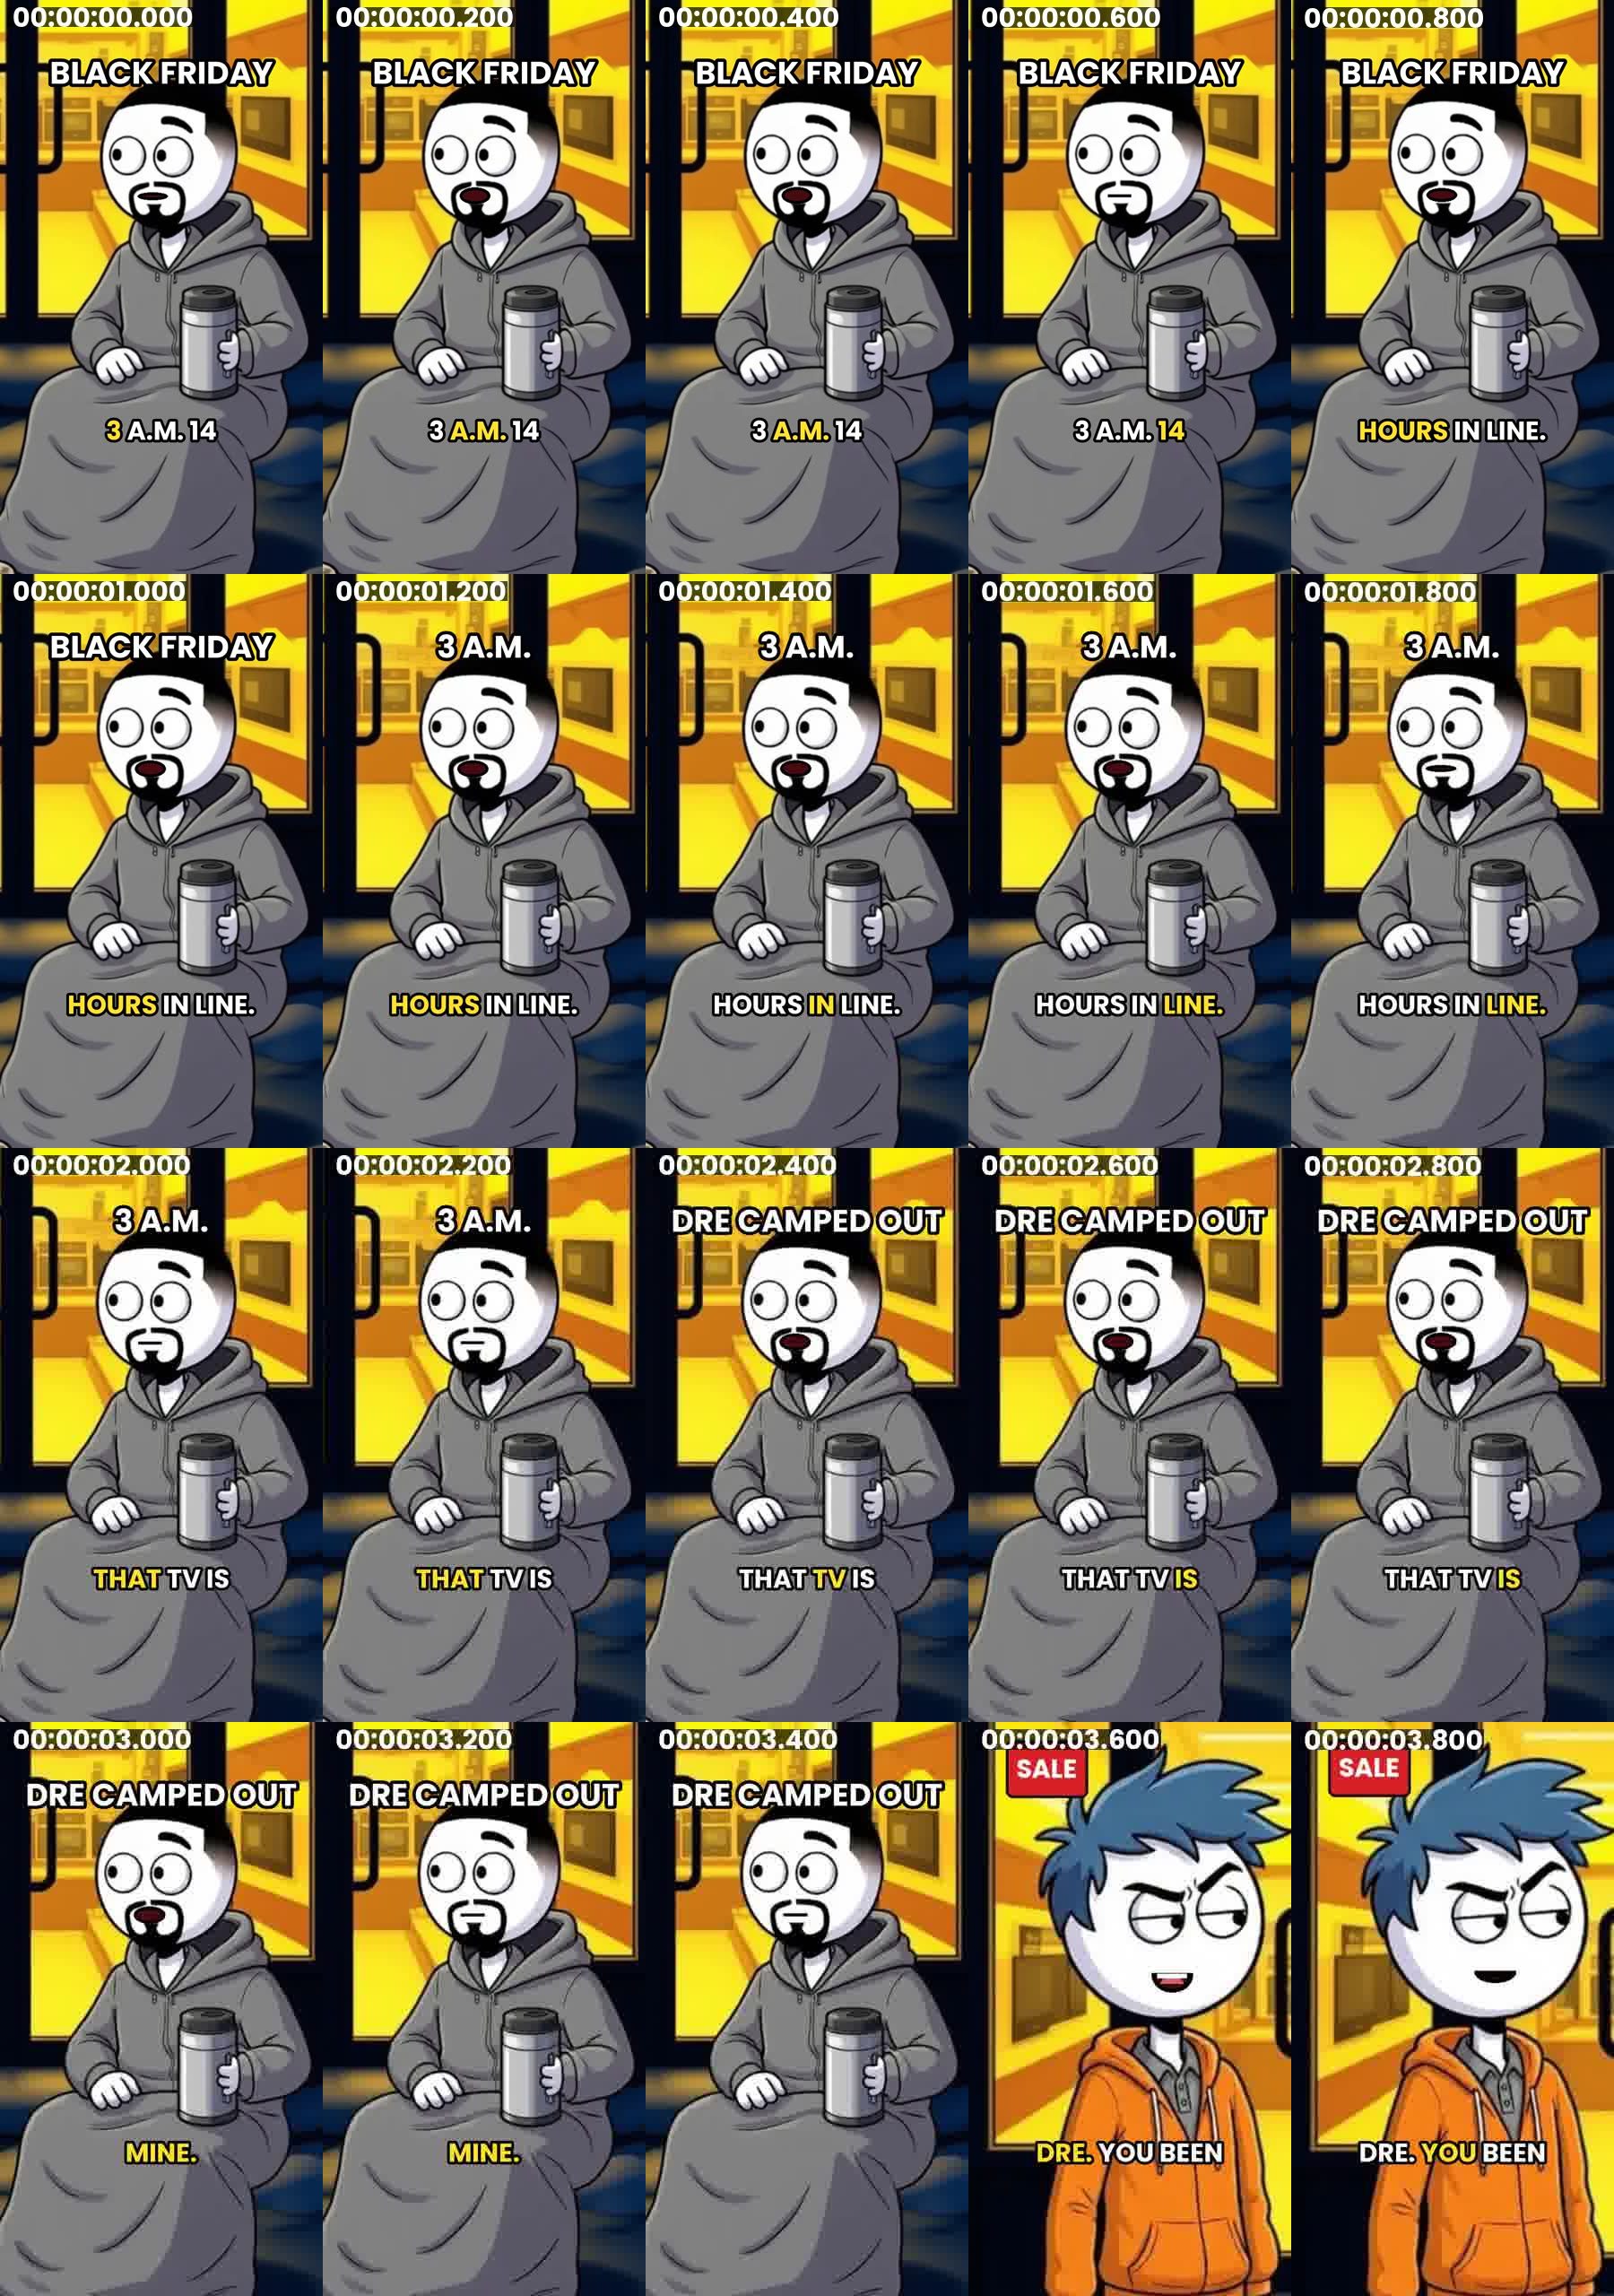 00:00:00.000
BLACK FRIDAY
3 A.M. 14
00:00:00.200
BLACK FRIDAY
3 A.M. 14
00:00:00.400
BLACK FRIDAY
3 A.M. 14
00:00:00.600
BLACK FRIDAY
3 A.M. 14
00:00:00.800
BLACK FRIDAY
HOURS IN LINE.
00:00:01.000
BLACK FRIDAY
HOURS IN LINE.
00:00:01.200
3 A.M.
HOURS IN LINE.
00:00:01.400
3 A.M.
HOURS IN LINE.
00:00:01.600
3 A.M.
HOURS IN LINE.
00:00:01.800
3 A.M.
HOURS IN LINE.
00:00:02.000
3 A.M.
THAT TV IS
00:00:02.200
3 A.M.
THAT TV IS
00:00:02.400
DRE CAMPED OUT
THAT TV IS
00:00:02.600
DRE CAMPED OUT
THAT TV IS
00:00:02.800
DRE CAMPED OUT
THAT TV IS
00:00:03.000
DRE CAMPED OUT
MINE.
00:00:03.200
DRE CAMPED OUT
MINE.
00:00:03.400
DRE CAMPED OUT
00:00:03.600
SALE
DRE. YOU BEEN
00:00:03.800
SALE
DRE. YOU BEEN